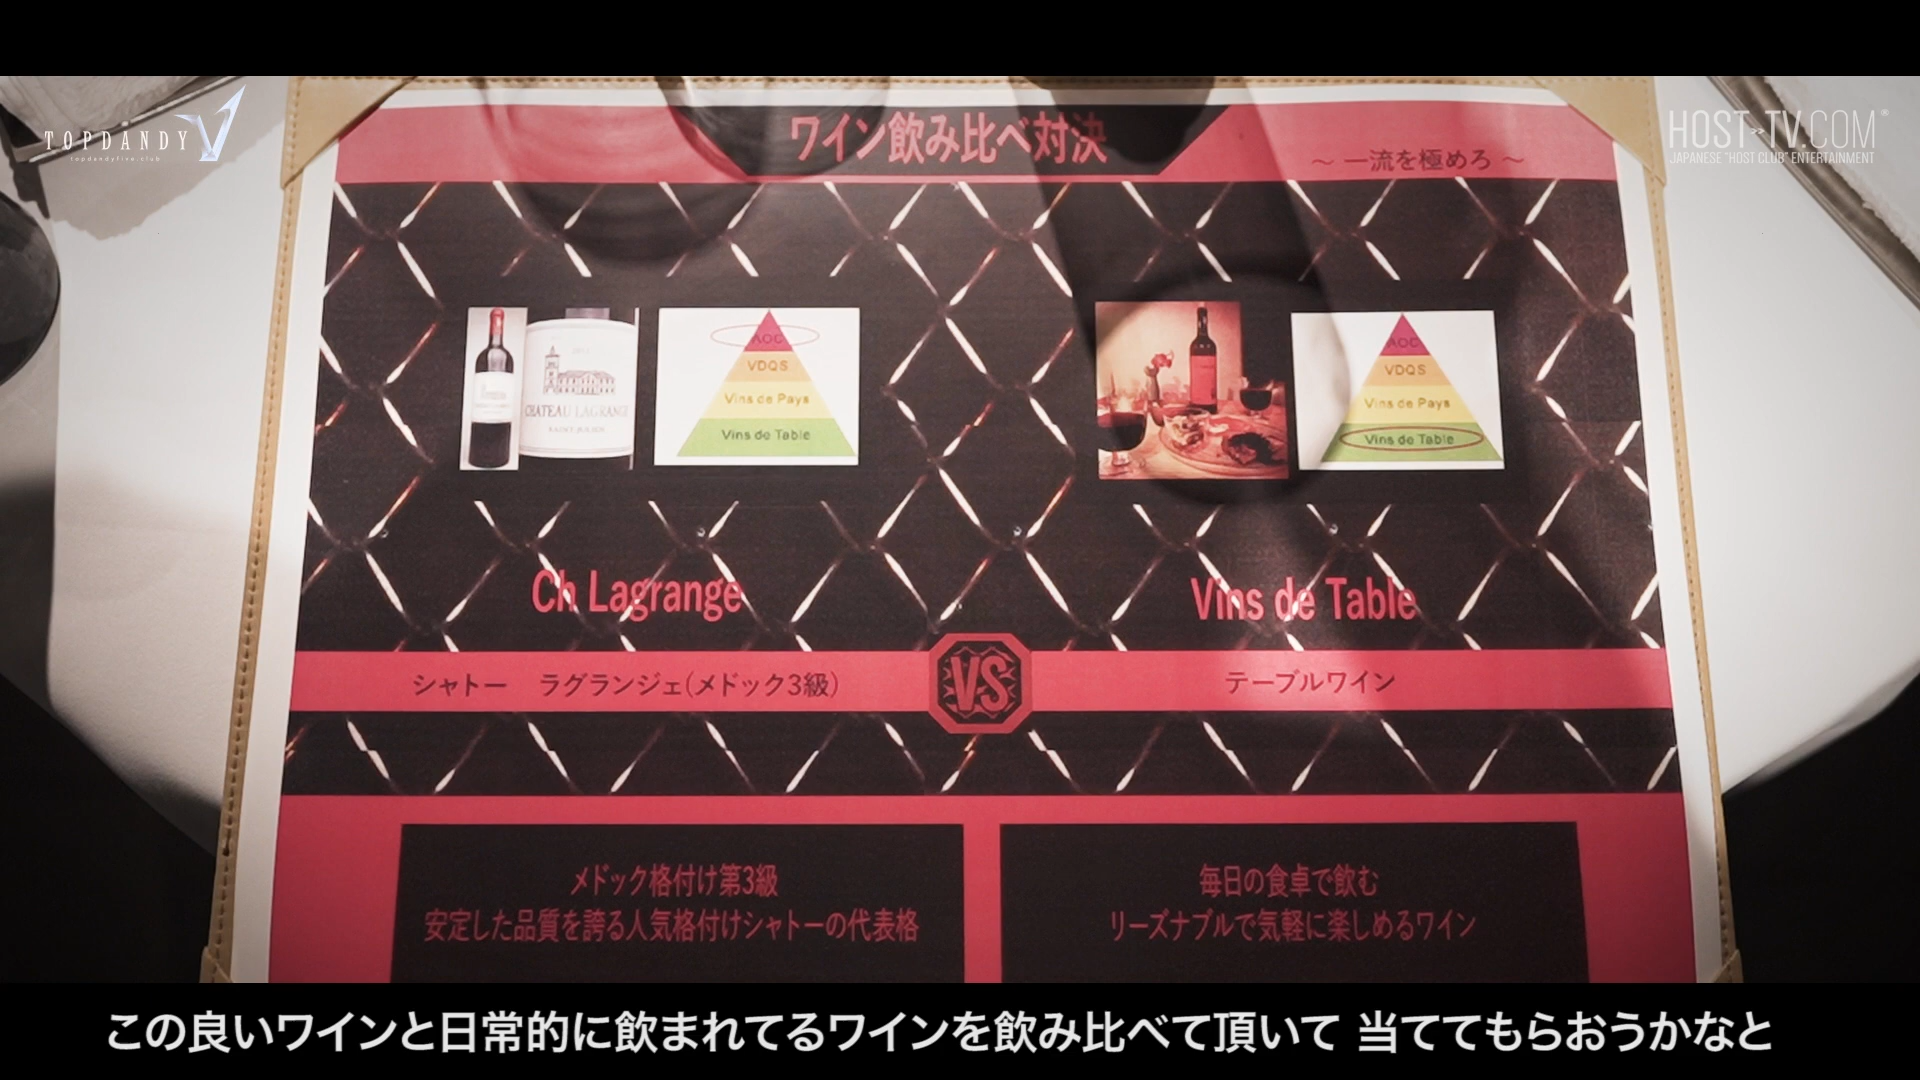 TOPDANDY V
topdandyfive.club
HOST-TV.COM®
JAPANESE "HOST CLUB" ENTERTAINMENT
ワイン飲み比べ対決
～一流を極めろ～
CHATEAU LAGRANGE
SAINT-JULIEN
AOC
VDQS
Vins de Pays
Vins de Table
AOC
VDQS
Vins de Pays
Vins de Table
Ch Lagrange
Vins de Table
シャトー ラグランジェ(メドック3級)
VS
テーブルワイン
メドック格付け第3級
安定した品質を誇る人気格付けシャトーの代表格
毎日の食卓で飲む
リーズナブルで気軽に楽しめるワイン
この良いワインと日常的に飲まれてるワインを飲み比べて頂いて 当ててもらおうかなと